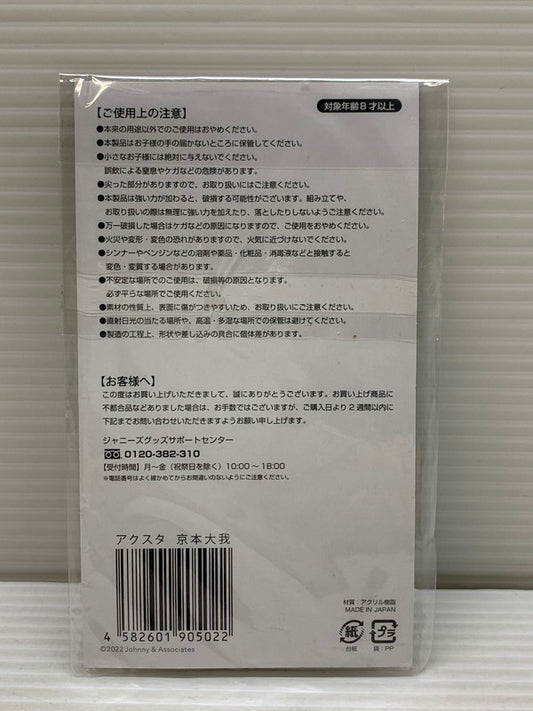 対象年齢8才以上
【ご使用上の注意】
●本来の用途以外でのご使用はおやめください。
●本製品はお子様の手の届かないところに保管してください。
●小さなお子様には絶対に与えないでください。
誤飲による窒息やケガなどの危険があります。
●尖った部分がありますので、お取り扱いにはご注意ください。
●本製品は強い力が加わると、破損する可能性がございます。組み立てや、
お取り扱いの際は無理に強い力を加えたり、落としたりしないようご注意ください。
●万一破損した場合はケガなどの原因になりますので、ご使用をおやめください。
●火災や変形・変色の恐れがありますので、火気に近づけないでください。
●シンナーやベンジンなどの溶剤や薬品・化粧品・消毒液などと接触すると
変色・変質する場合があります。
●不安定な場所でのご使用は、破損等の原因となります。
必ず平らな場所でご使用ください。
●素材の性質上、表面に傷がつきやすいため、お取り扱いにご注意ください。
●直射日光の当たる場所や、高温・多湿な場所での保管は避けてください。
●製造の工程上、形状や差し込みの具合に個体差があります。
【お客様へ】
この度はお買い上げいただきまして、誠にありがとうございます。お買い上げ商品に
不都合品などありました場合は、お手数ではございますが、ご購入日より2週間以内に
下記までお問い合わせいただきますようお願い申し上げます。
ジャニーズグッズサポートセンター
0120-382-310
【受付時間】月～金（祝祭日を除く）10:00～18:00
※電話番号はよく確かめてからお間違いのないようにご注意ください。
アクスタ 京本大我
4 582601 905022
©2022 Johnny & Associates
材質：アクリル樹脂
MADE IN JAPAN
紙 プラ
台紙 袋：PP